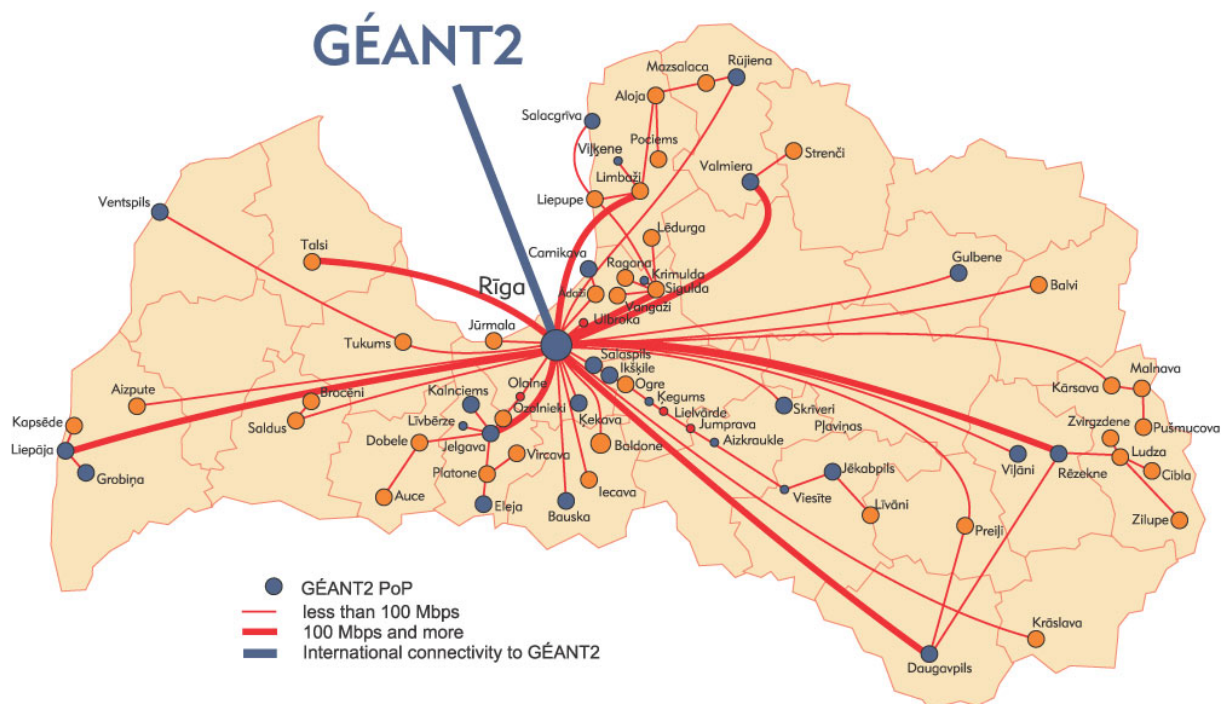 GÉANT2
Mazsalaca
Rūjiena
Aloja
Salacgrīva
Pociems
Strenči
Viļķene
Valmiera
Limbaži
Ventspils
Liepupe
Lēdurga
Talsi
Carnikava
Ragana
Gulbene
Krimulda
Balvi
Rīga
Ādaži
Sigulda
Vangaži
Ulbroka
Jūrmala
Tukums
Salaspils
Ikšķile
Malnava
Aizpute
Kalnciems
Olaine
Ogre
Kārsava
Brocēni
Ķegums
Kapsēde
Ozolnieki
Lielvārde
Skrīveri
Līvbērze
Ķekava
Pļaviņas
Zvirgzdene
Pušmucova
Saldus
Jumprava
Liepāja
Dobele
Jelgava
Baldone
Aizkraukle
Ludza
Vircava
Viļāni
Rēzekne
Cibla
Grobiņa
Platone
Jēkabpils
Auce
Iecava
Viesīte
Līvāni
Eleja
Bauska
Preiļi
Zilupe
GÉANT2 PoP
less than 100 Mbps
100 Mbps and more
International connectivity to GÉANT2
Krāslava
Daugavpils